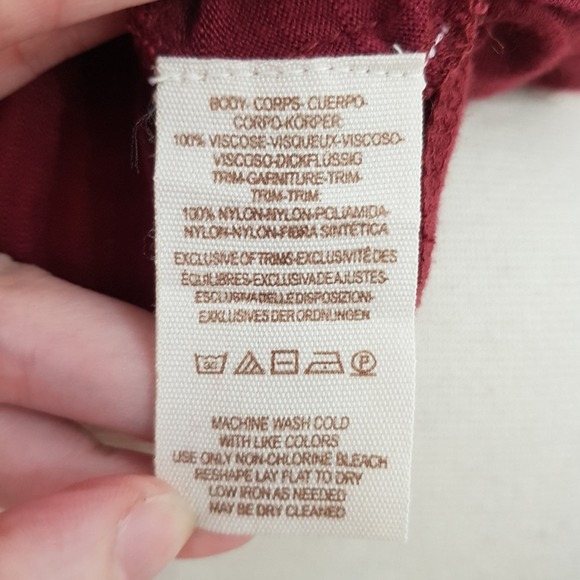 BODY- CORPS- CUERPO-
CORPO-KÖRPER
100% VISCOSE-VISQUEUX-VISCOSO-
VISCOSO-DICKFLÜSSIG
TRIM-GARNITURE-TRIM-
TRIM-TRIM:
100% NYLON-NYLON-POLIAMIDA-
NYLON-NYLON-FIBRA SINTETICA
EXCLUSIVE OF TRIMS-EXCLUSIVITÉ DES
ÉQUILIBRES-EXCLUSIVA DE AJUSTES-
ESCLUSIVA DELLE DISPOSIZIONI-
EXKLUSIVES DER ORDNUNGEN
30 P
MACHINE WASH COLD
WITH LIKE COLORS
USE ONLY NON-CHLORINE BLEACH
RESHAPE LAY FLAT TO DRY
LOW IRON AS NEEDED
MAY BE DRY CLEANED